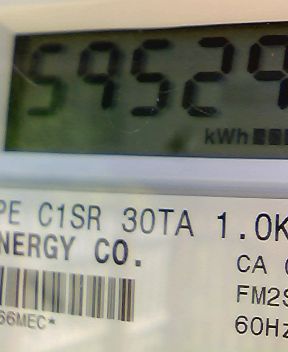 59529
kWh
PE C1SR 30TA 1.0K
NERGY CO.
CA
FM2S
66MEC*
60Hz